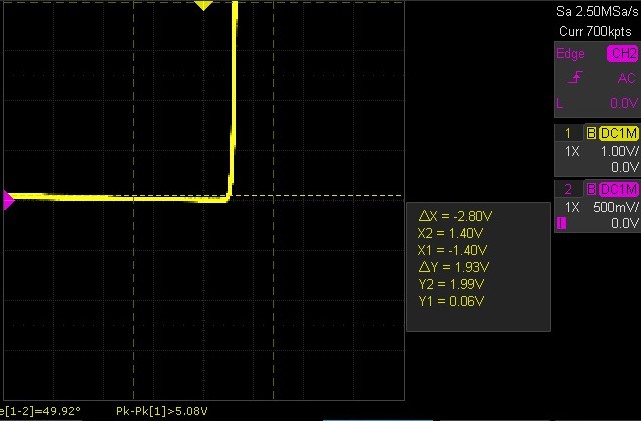 Sa 2.50MSa/s
Curr 700kpts
Edge CH2
AC
L 0.0V
1 B DC1M
1X 1.00V/
0.0V
2 B DC1M
1X 500mV/
I 0.0V
△X = -2.80V
X2 = 1.40V
X1 = -1.40V
△Y = 1.93V
Y2 = 1.99V
Y1 = 0.06V
e[1-2]=49.92° Pk-Pk[1]>5.08V